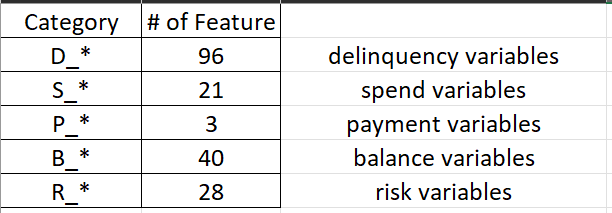 Category # of Feature
D_* 96 delinquency variables
S_* 21 spend variables
P_* 3 payment variables
B_* 40 balance variables
R_* 28 risk variables